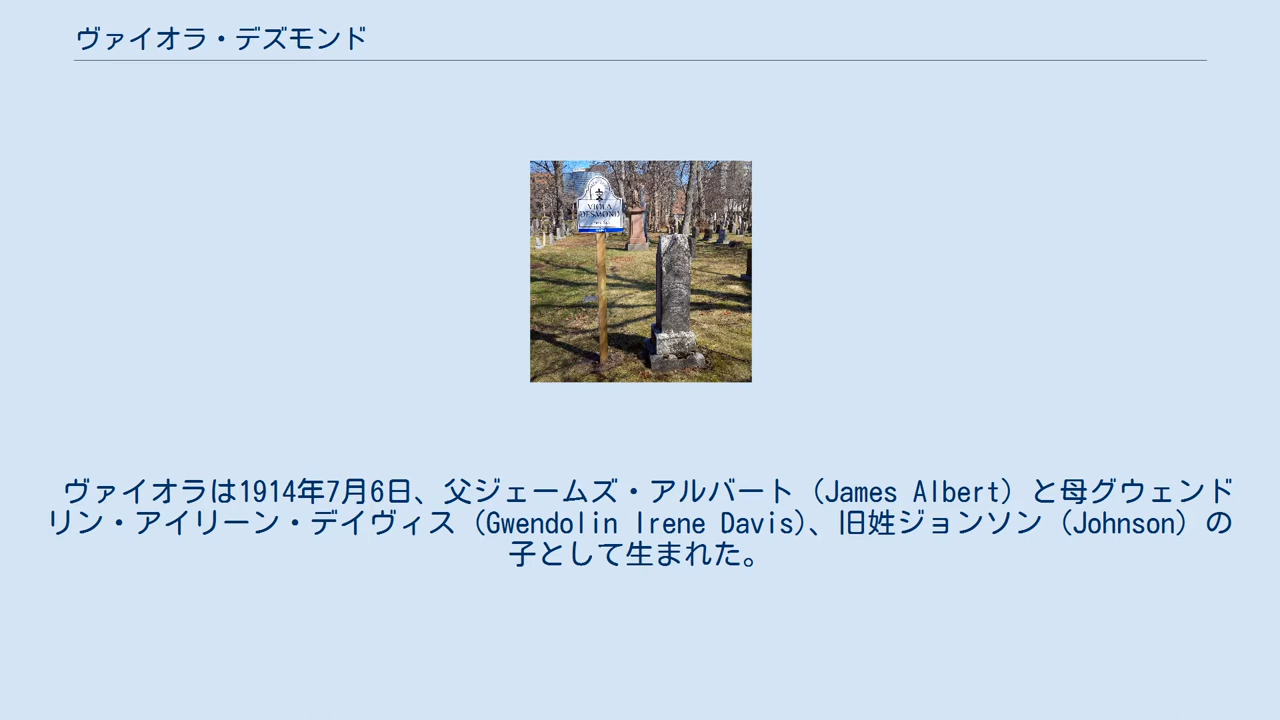 ヴァイオラ・デズモンド
VIOLA
DESMOND
ヴァイオラは1914年7月6日、父ジェームズ・アルバート（James Albert）と母グウェンド
リン・アイリーン・デイヴィス（Gwendolin Irene Davis)、旧姓ジョンソン（Johnson）の
子として生まれた。